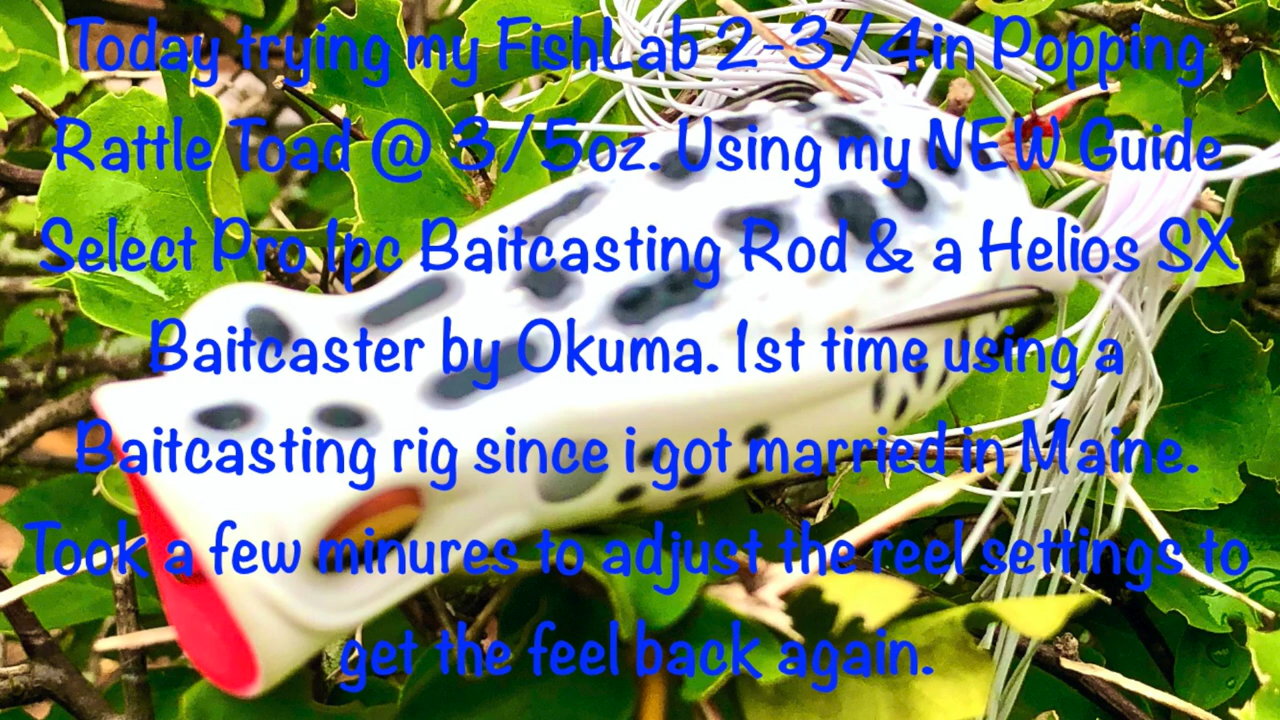 Today trying my FishLab 2-3/4in Popping
Rattle Toad @ 3/5oz. Using my NEW Guide
Select Pro 1pc Baitcasting Rod & a Helios SX
Baitcaster by Okuma. 1st time using a
Baitcasting rig since i got married in Maine.
Took a few minures to adjust the reel settings to
get the feel back again.